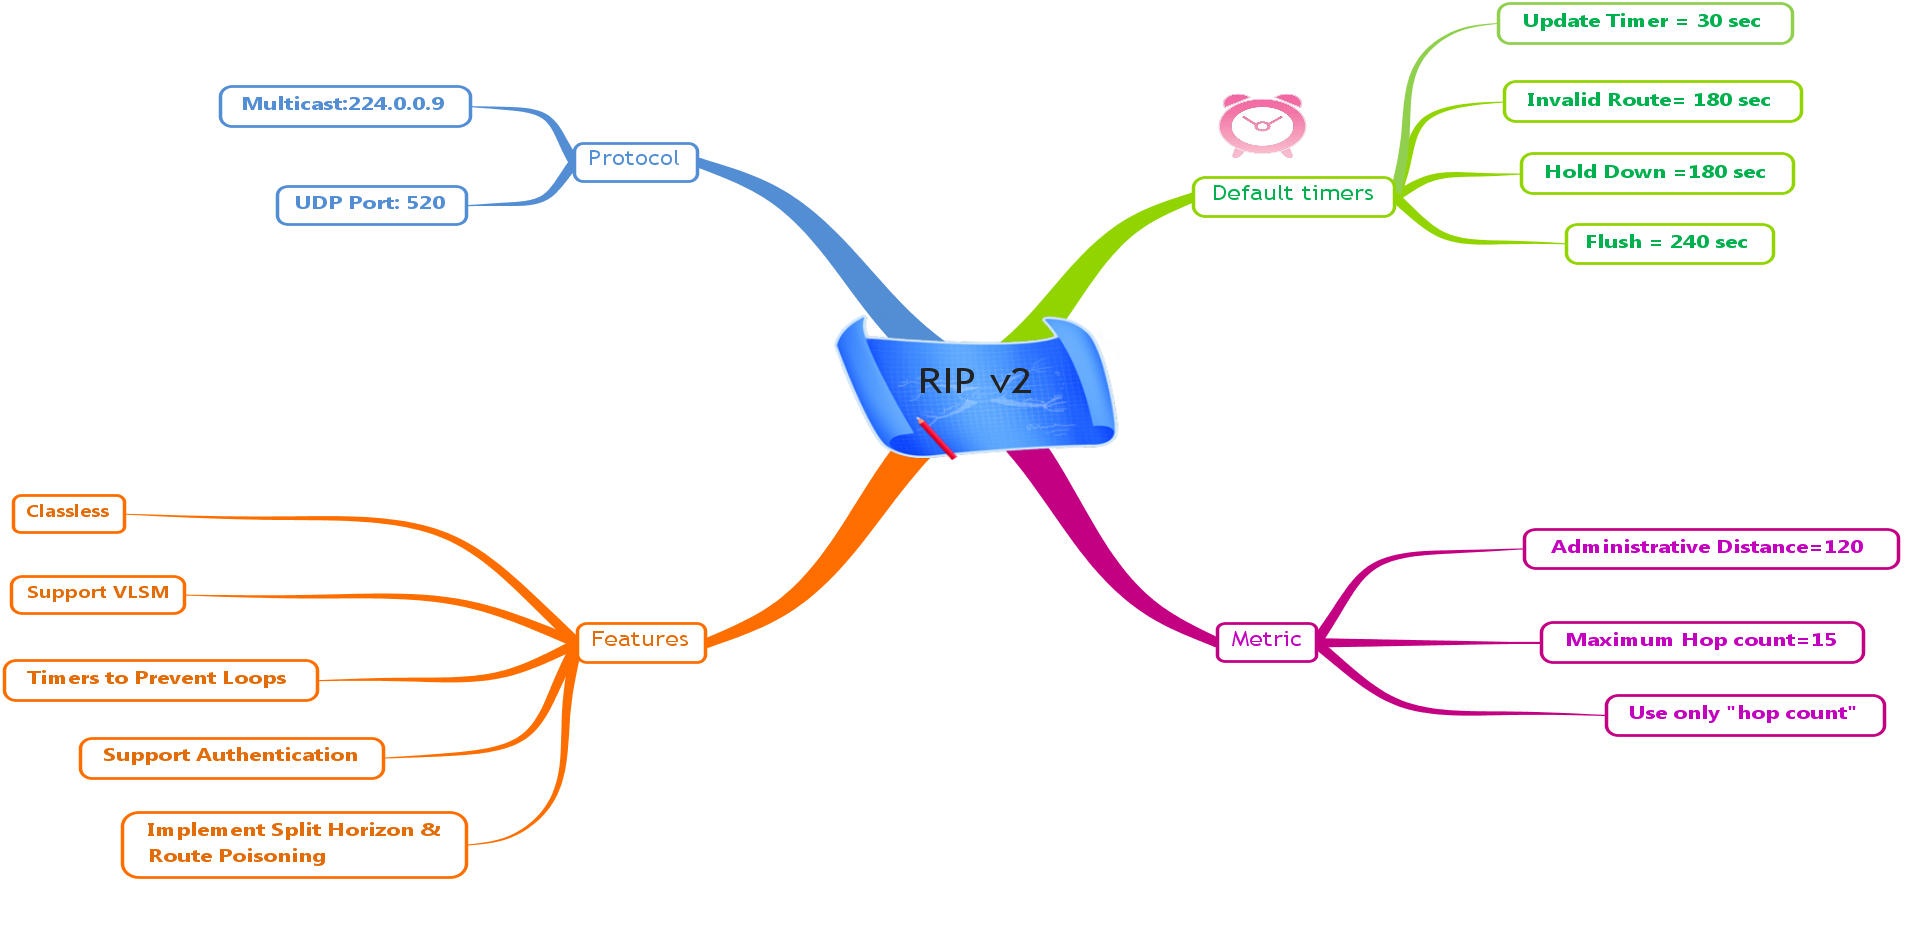 RIP v2
Protocol
Multicast:224.0.0.9
UDP Port: 520
Default timers
Update Timer = 30 sec
Invalid Route= 180 sec
Hold Down =180 sec
Flush = 240 sec
Features
Classless
Support VLSM
Timers to Prevent Loops
Support Authentication
Implement Split Horizon &
Route Poisoning
Metric
Administrative Distance=120
Maximum Hop count=15
Use only "hop count"